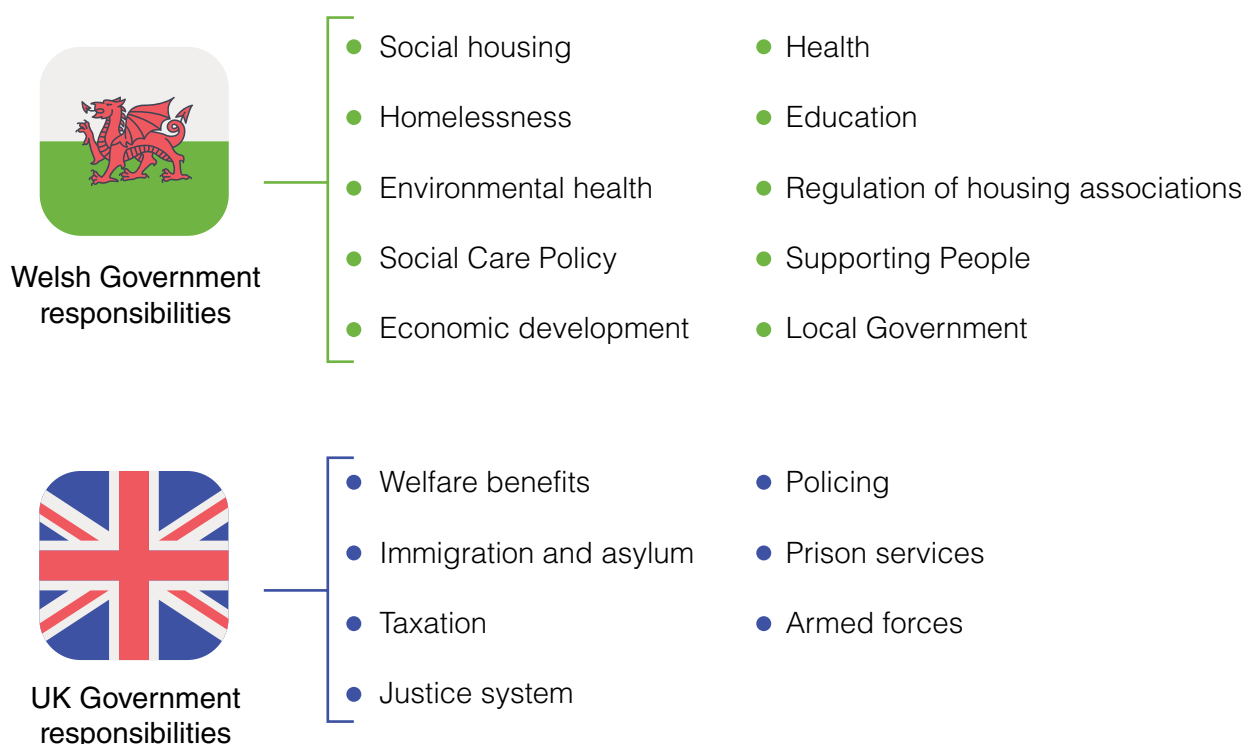 Welsh Government
responsibilities
Social housing
Homelessness
Environmental health
Social Care Policy
Economic development
Health
Education
Regulation of housing associations
Supporting People
Local Government
UK Government
responsibilities
Welfare benefits
Immigration and asylum
Taxation
Justice system
Policing
Prison services
Armed forces